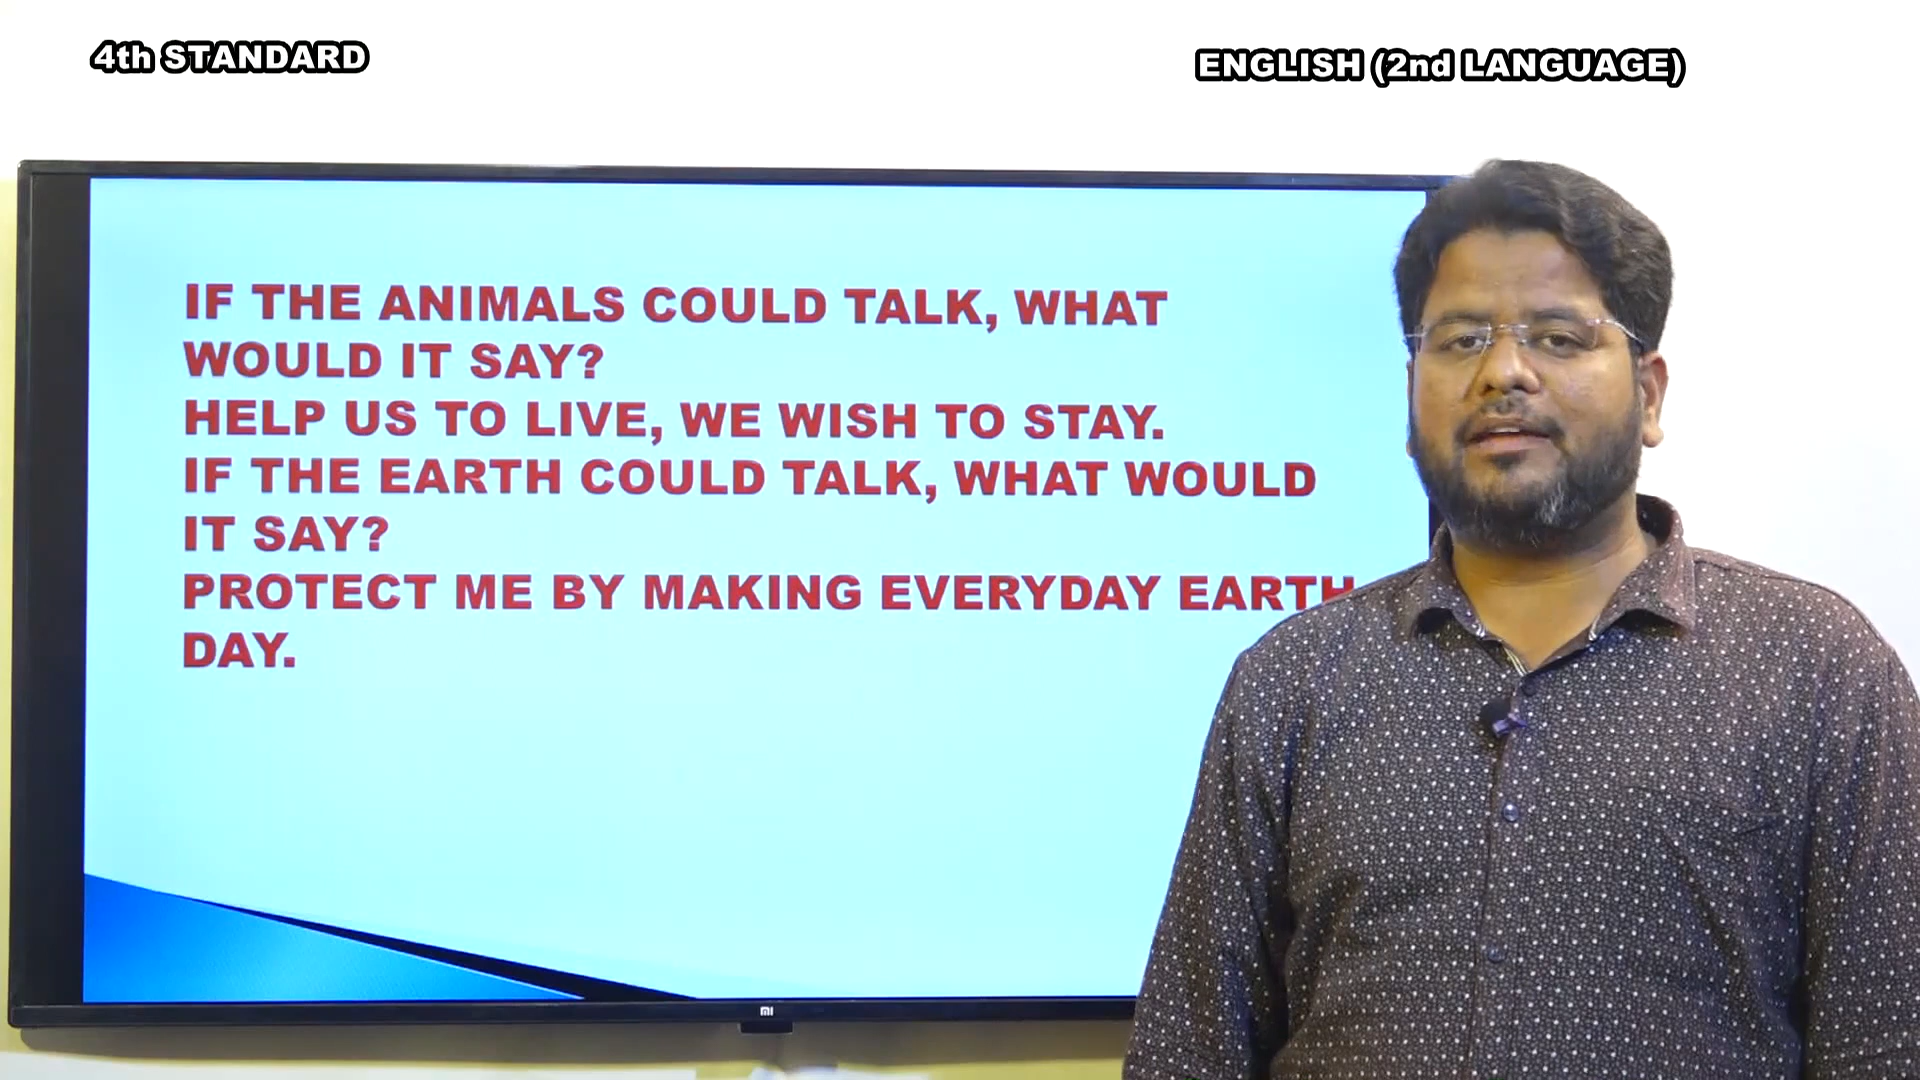 4th STANDARD
ENGLISH (2nd LANGUAGE)
IF THE ANIMALS COULD TALK, WHAT
WOULD IT SAY?
HELP US TO LIVE, WE WISH TO STAY.
IF THE EARTH COULD TALK, WHAT WOULD
IT SAY?
PROTECT ME BY MAKING EVERYDAY EARTH
DAY.
mi